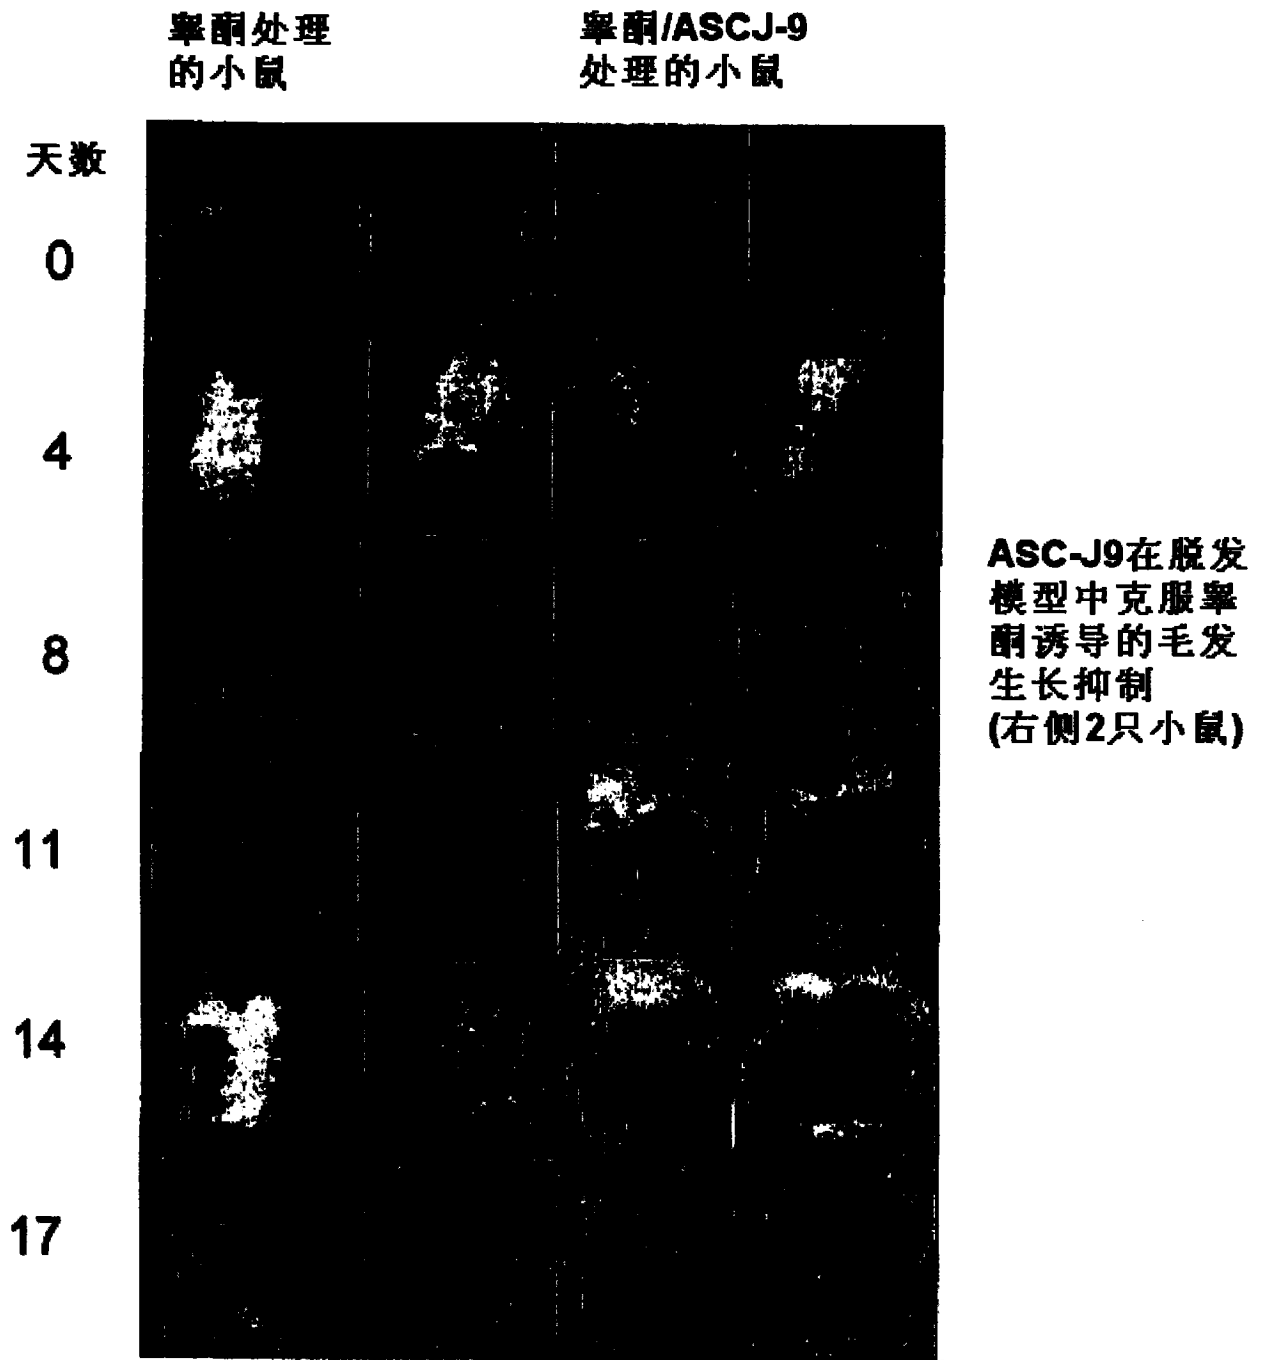 睾酮处理
的小鼠
睾酮/ASCJ-9
处理的小鼠
天数
0
4
8
11
14
17
ASC-J9在脱发
模型中克服睾
酮诱导的毛发
生长抑制
(右侧2只小鼠)